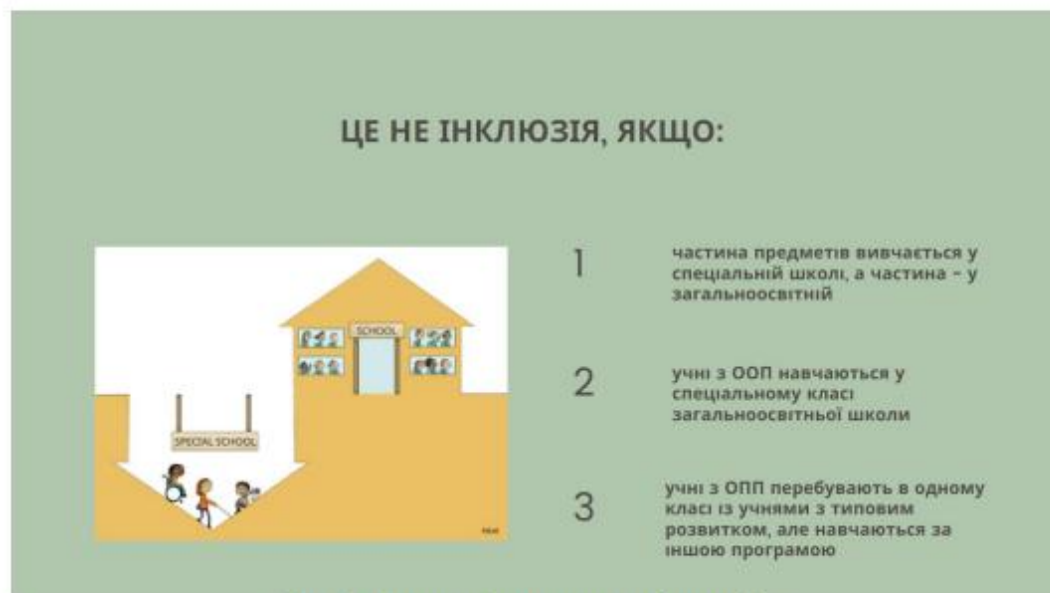 ЦЕ НЕ ІНКЛЮЗІЯ, ЯКЩО:
SCHOOL
SPECIAL SCHOOL
1
частина предметів вивчається у
спеціальній школі, а частина - у
загальноосвітній
2
учні з ООП навчаються у
спеціальному класі
загальноосвітньої школи
3
учні з ОПП перебувають в одному
класі із учнями з типовим
розвитком, але навчаються за
іншою програмою